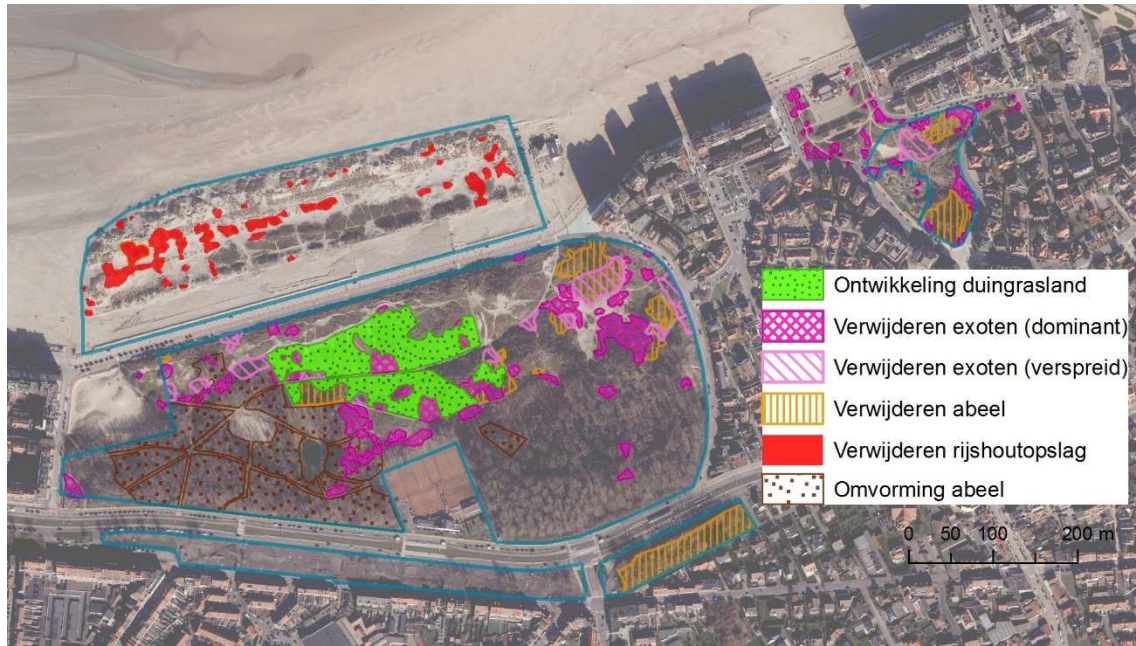 Ontwikkeling duingrasland
Verwijderen exoten (dominant)
Verwijderen exoten (verspreid)
Verwijderen abeel
Verwijderen rijshoutopslag
Omvorming abeel
0 50 100 200 m